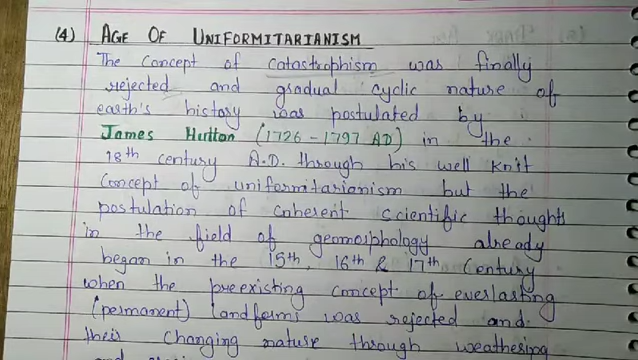 (4) AGE OF UNIFORMITARIANISM
The concept of catastrophism was finally
rejected and gradual cyclic nature of
earth's history was postulated by
James Hutton (1726 - 1797 AD) in the
18th century A.D. through his well knit
concept of uniformitarianism but the
postulation of coherent scientific thoughts
in the field of geomorphology already
began in the 15th, 16th & 17th Century
when the preexisting concept of everlasting
(permanent) landforms was rejected and
their changing nature through weathering